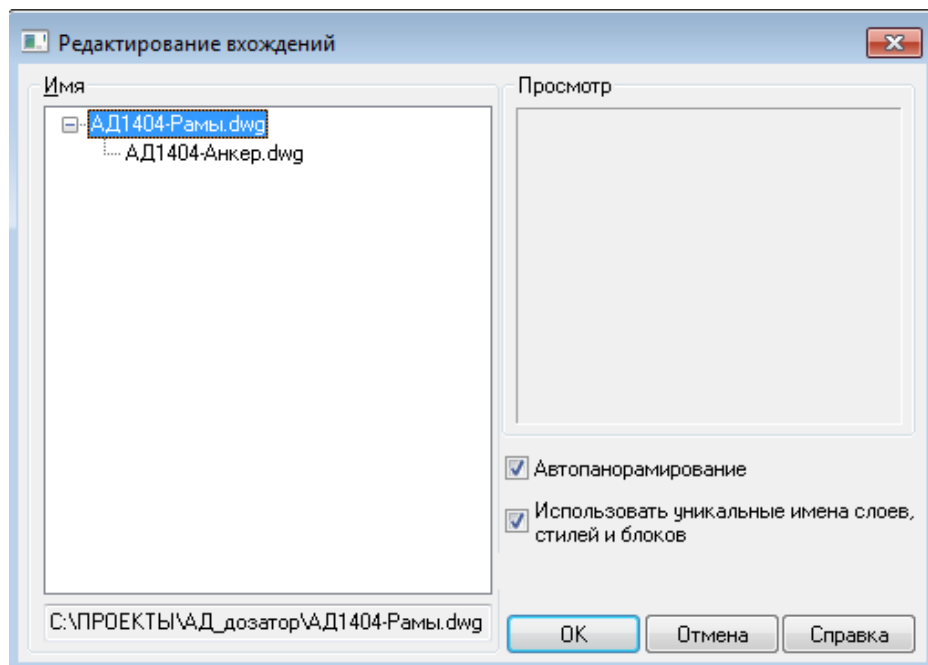 Редактирование вхождений
Имя
АД1404-Рамы.dwg
АД1404-Анкер.dwg
C:\ПРОЕКТЫ\АД_дозатор\АД1404-Рамы.dwg
Просмотр
Автопанорамирование
Использовать уникальные имена слоев,
стилей и блоков
OK
Отмена
Справка